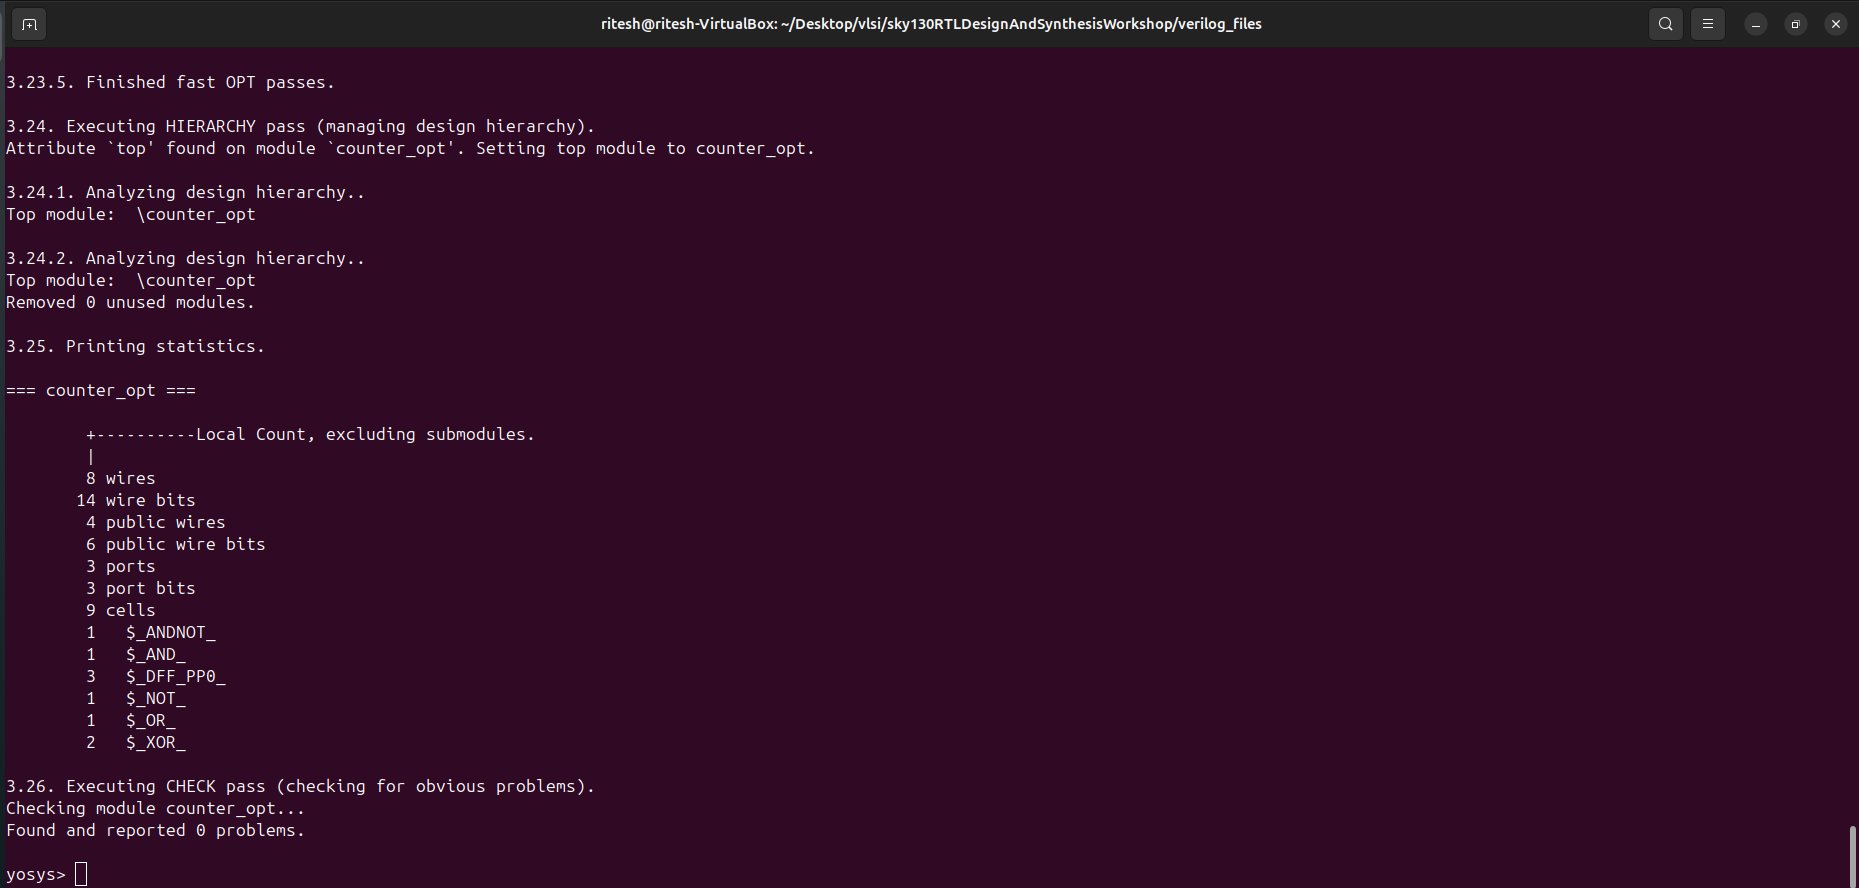 ritesh@ritesh-VirtualBox: ~/Desktop/vlsi/sky130RTLDesignAndSynthesisWorkshop/verilog_files
3.23.5. Finished fast OPT passes.
3.24. Executing HIERARCHY pass (managing design hierarchy).
Attribute `top' found on module `counter_opt'. Setting top module to counter_opt.
3.24.1. Analyzing design hierarchy..
Top module:  \counter_opt
3.24.2. Analyzing design hierarchy..
Top module:  \counter_opt
Removed 0 unused modules.
3.25. Printing statistics.
=== counter_opt ===
        +----------Local Count, excluding submodules.
        |
        8 wires
       14 wire bits
        4 public wires
        6 public wire bits
        3 ports
        3 port bits
        9 cells
        1   $_ANDNOT_
        1   $_AND_
        3   $_DFF_PP0_
        1   $_NOT_
        1   $_OR_
        2   $_XOR_
3.26. Executing CHECK pass (checking for obvious problems).
Checking module counter_opt...
Found and reported 0 problems.
yosys>